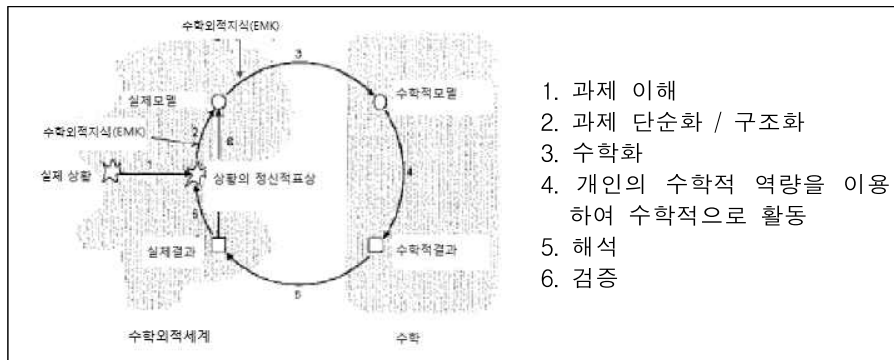 수학외적지식(EMK)
3
실제모델
수학적모델
수학외적지식(EMK)
2
6
1
실제 상황
상황의 정신적표상
4
6
실제결과
수학적결과
5
수학외적세계
수학
1. 과제 이해
2. 과제 단순화 / 구조화
3. 수학화
4. 개인의 수학적 역량을 이용
하여 수학적으로 활동
5. 해석
6. 검증